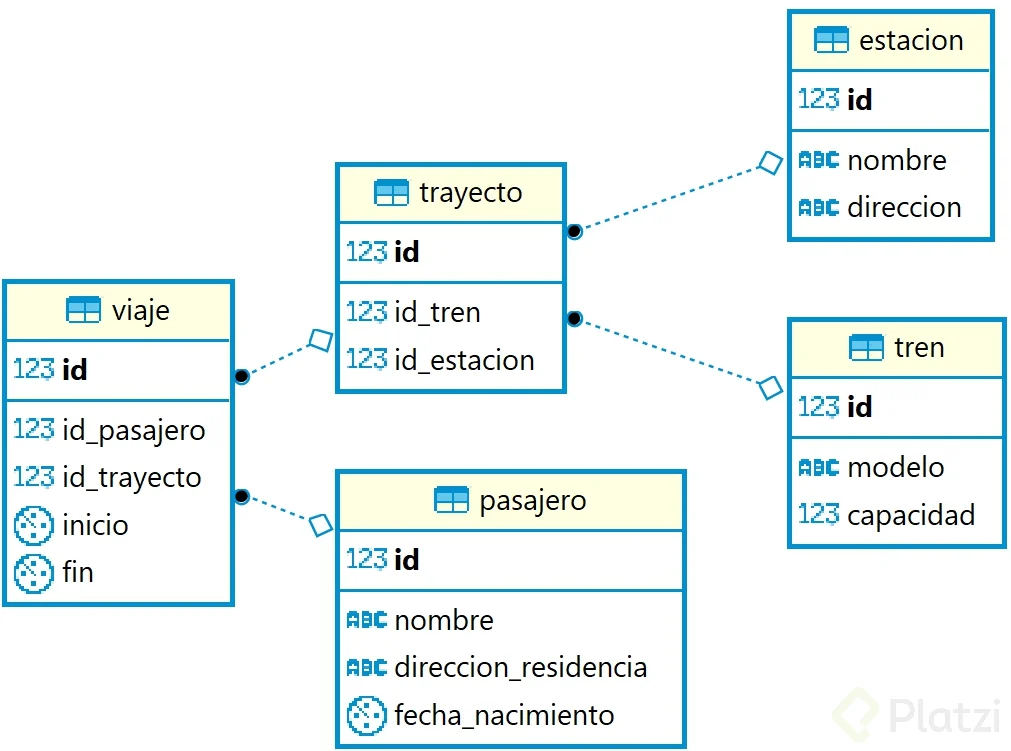 estacion
123 id
ABC nombre
ABC direccion
trayecto
123 id
123 id_tren
123 id_estacion
viaje
123 id
123 id_pasajero
123 id_trayecto
inicio
fin
tren
123 id
ABC modelo
123 capacidad
pasajero
123 id
ABC nombre
ABC direccion_residencia
fecha_nacimiento
Platzi